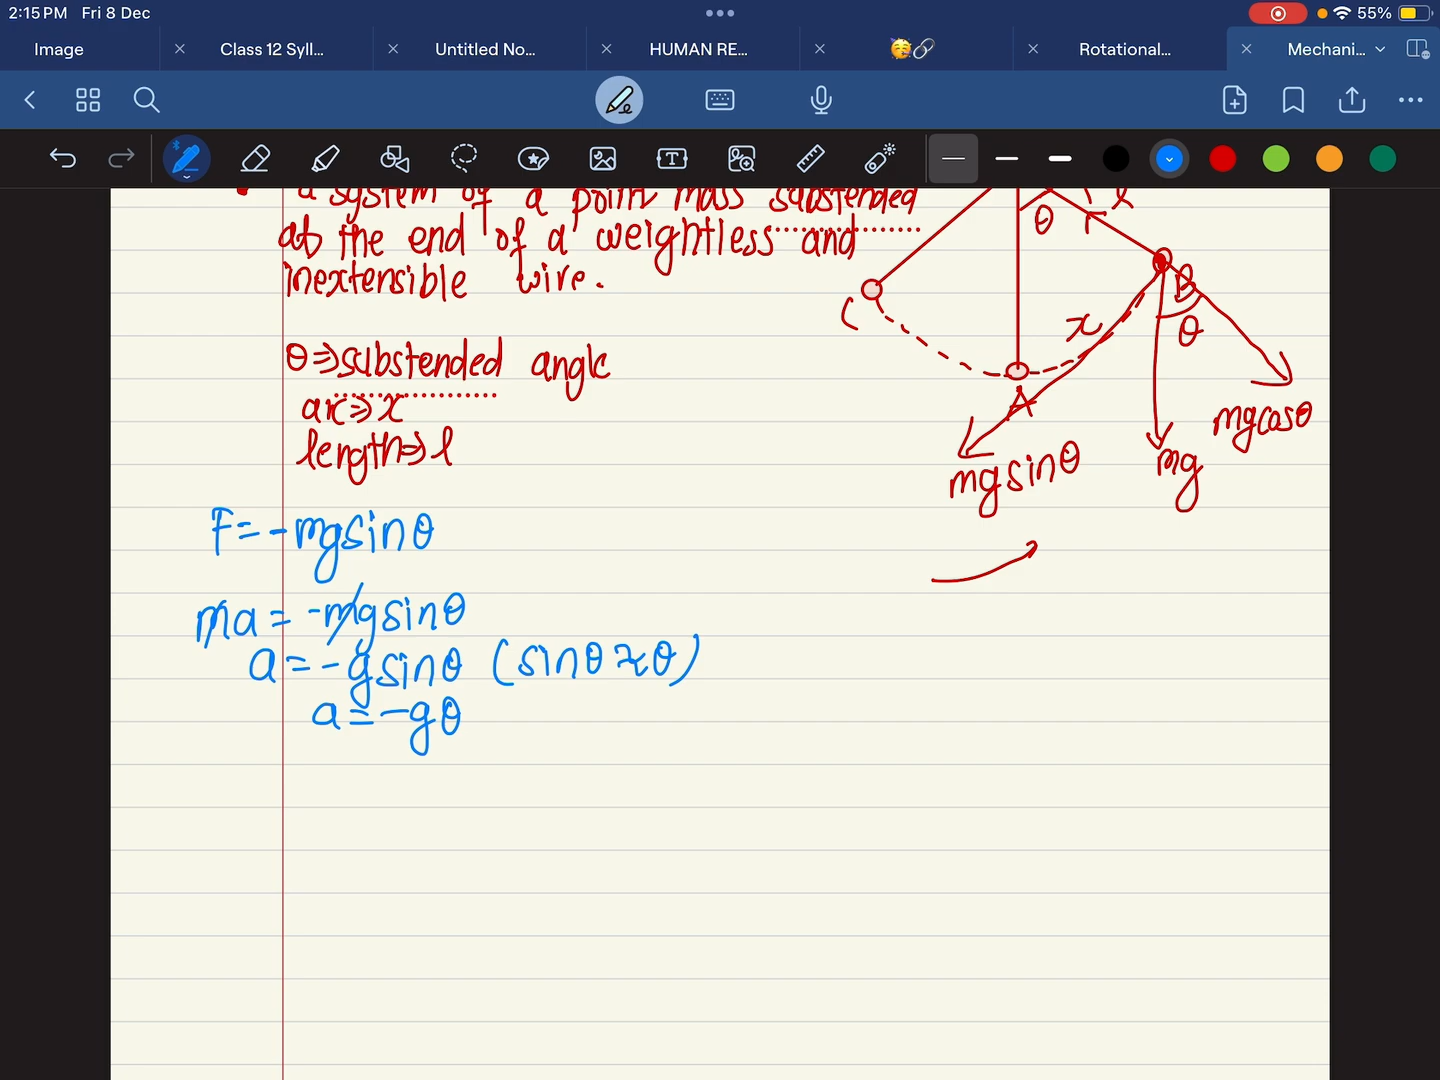 2:15 PM Fri 8 Dec
55%
Image
Class 12 Syll...
Untitled No...
HUMAN RE...
🥳🔗
Rotational...
Mechani...
a system of a point mass substended
at the end of a weightless and
inextensible wire.
θ⇒substended angle
arc⇒x
length⇒l
θ
l
B
θ
C
x
A
mg sinθ
mg
mgcosθ
F=-mgsinθ
ma = -mgsinθ
a = -gsinθ (sinθ≈θ)
a = -gθ